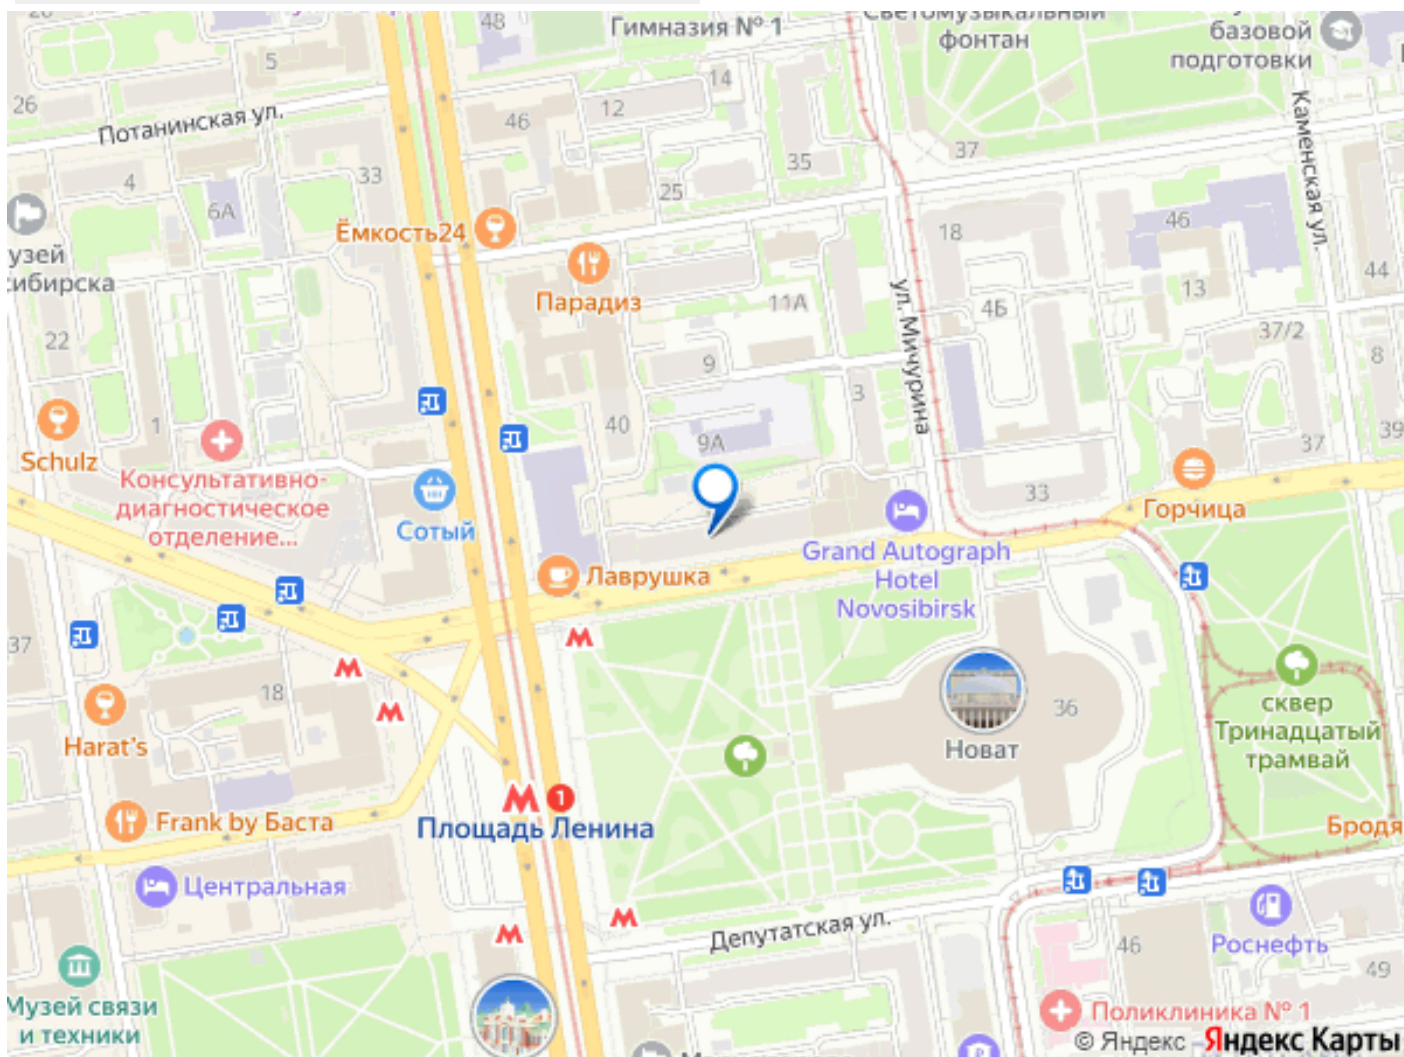 48
Гимназия № 1
Светомузыкальный
фонтан
базовой
подготовки
5
14
26
12
46
Потанинская ул.
Каменская ул.
37
35
33
4
25
6А
46
18
Ёмкость24
узей
сибирска
44
Парадиз
11А
ул. Мичурина
4Б
13
22
37/2
8
9
3
1
40
9А
37
39
Schulz
Консультативно-
диагностическое
отделение...
Сотый
33
Горчица
Grand Autograph
Hotel
Novosibirsk
Лаврушка
37
18
36
Harat's
Новат
сквер
Тринадцатый
трамвай
1
Площадь Ленина
Frank by Баста
Бродя
Центральная
Депутатская ул.
46
Роснефть
49
Музей связи
и техники
Поликлиника № 1
© Яндекс Яндекс Карты